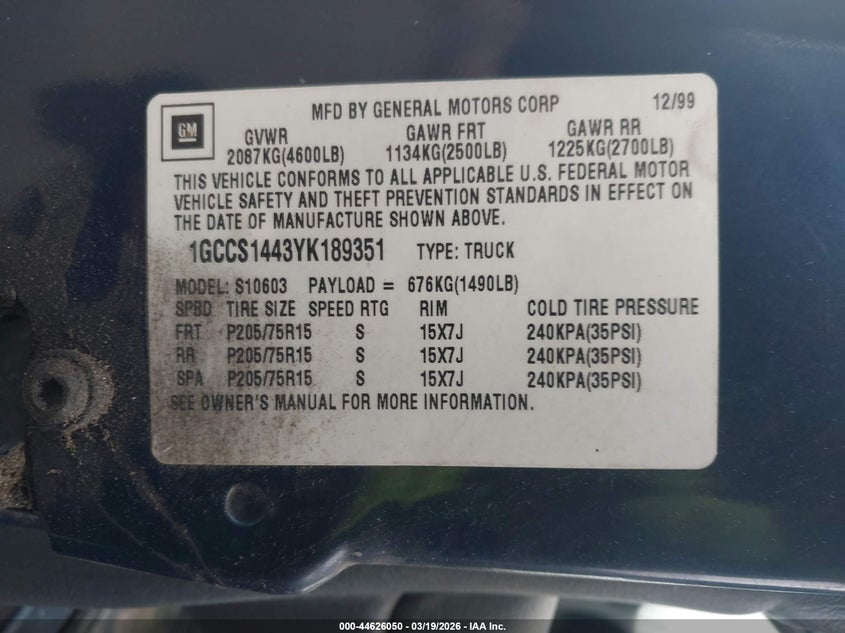 MFD BY GENERAL MOTORS CORP 12/99
GM
GVWR GAWR FRT GAWR RR
2087KG(4600LB) 1134KG(2500LB) 1225KG(2700LB)
THIS VEHICLE CONFORMS TO ALL APPLICABLE U.S. FEDERAL MOTOR
VEHICLE SAFETY AND THEFT PREVENTION STANDARDS IN EFFECT ON
THE DATE OF MANUFACTURE SHOWN ABOVE.
1GCCS1443YK189351 TYPE: TRUCK
MODEL: S10603 PAYLOAD = 676KG(1490LB)
SPBD TIRE SIZE SPEED RTG RIM COLD TIRE PRESSURE
FRT P205/75R15 S 15X7J 240KPA(35PSI)
RR P205/75R15 S 15X7J 240KPA(35PSI)
SPA P205/75R15 S 15X7J 240KPA(35PSI)
SEE OWNER'S MANUAL FOR MORE INFORMATION.
000-44626050 — 03/19/2026 — IAA Inc.